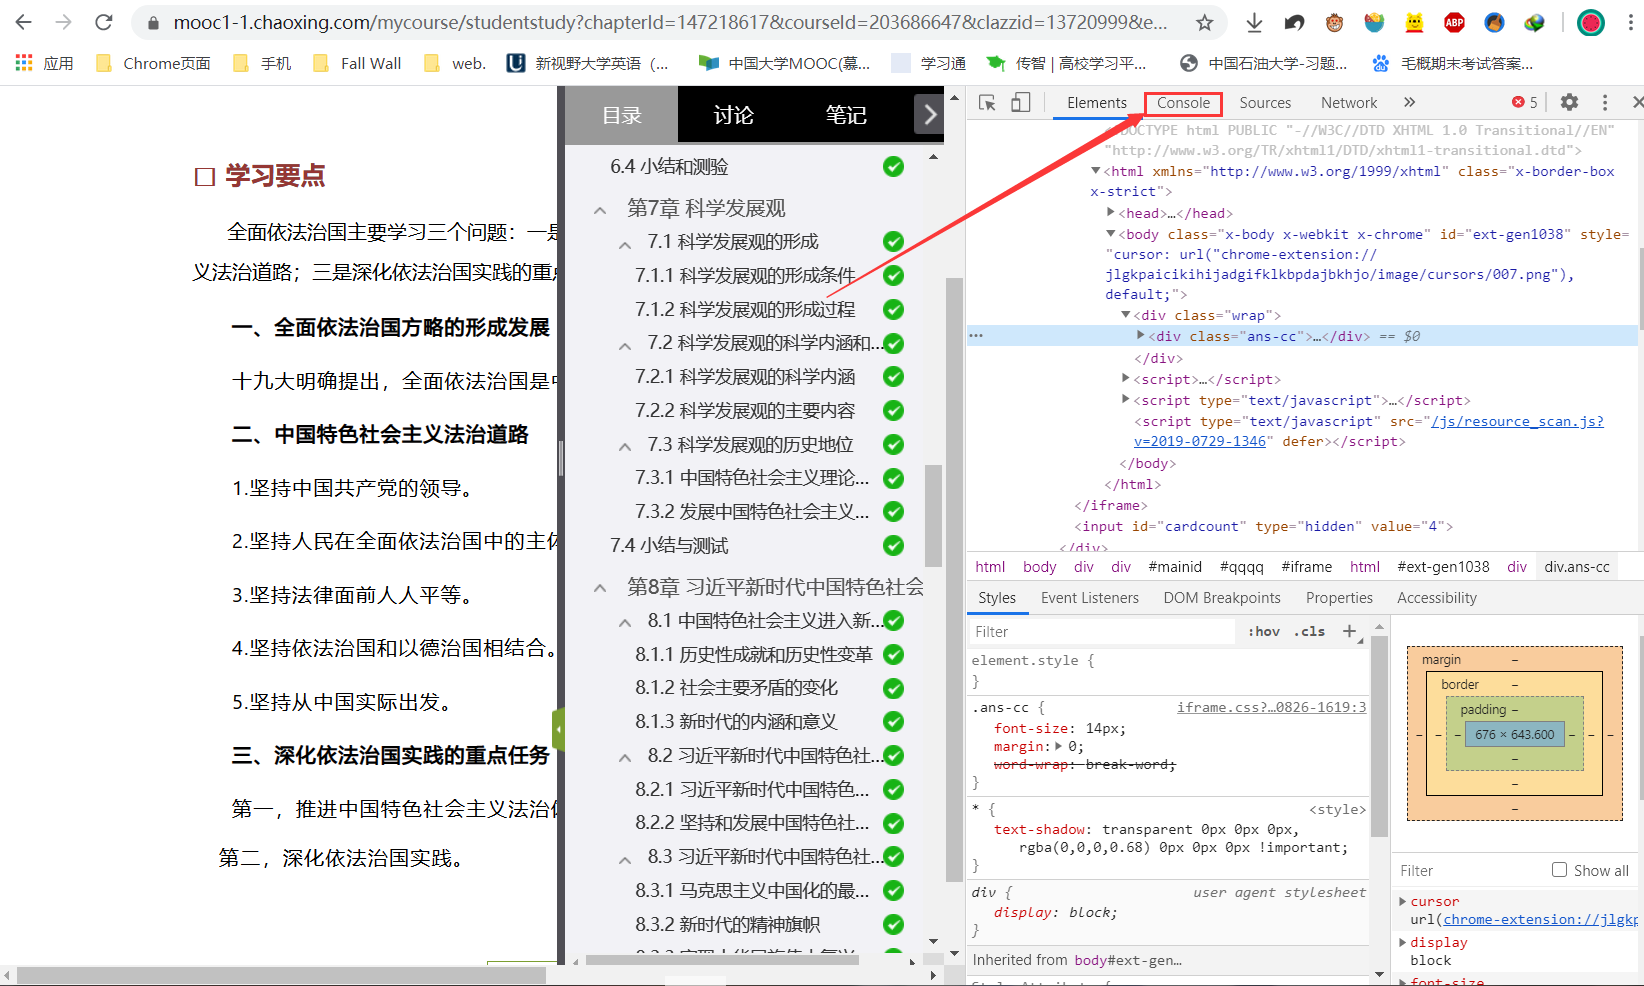 mooc1-1.chaoxing.com/mycourse/studentstudy?chapterId=147218617&courseId=203686647&clazzid=13720999&e...
ABP
应用
Chrome页面
手机
Fall Wall
web.
新视野大学英语（...
中国大学MOOC(慕...
学习通
传智 | 高校学习平...
中国石油大学-习题...
毛概期末考试答案...
学习要点
全面依法治国主要学习三个问题：一是
义法治道路；三是深化依法治国实践的重点
一、全面依法治国方略的形成发展
十九大明确提出，全面依法治国是中
二、中国特色社会主义法治道路
1.坚持中国共产党的领导。
2.坚持人民在全面依法治国中的主体
3.坚持法律面前人人平等。
4.坚持依法治国和以德治国相结合。
5.坚持从中国实际出发。
三、深化依法治国实践的重点任务
第一，推进中国特色社会主义法治体
第二，深化依法治国实践。
目录
讨论
笔记
6.4 小结和测验
第7章 科学发展观
7.1 科学发展观的形成
7.1.1 科学发展观的形成条件
7.1.2 科学发展观的形成过程
7.2 科学发展观的科学内涵和...
7.2.1 科学发展观的科学内涵
7.2.2 科学发展观的主要内容
7.3 科学发展观的历史地位
7.3.1 中国特色社会主义理论...
7.3.2 发展中国特色社会主义...
7.4 小结与测试
第8章 习近平新时代中国特色社会
8.1 中国特色社会主义进入新...
8.1.1 历史性成就和历史性变革
8.1.2 社会主要矛盾的变化
8.1.3 新时代的内涵和意义
8.2 习近平新时代中国特色社...
8.2.1 习近平新时代中国特色...
8.2.2 坚持和发展中国特色社...
8.3 习近平新时代中国特色社...
8.3.1 马克思主义中国化的最...
8.3.2 新时代的精神旗帜
Elements
Console
Sources
Network
»
5
DOCTYPE html PUBLIC "-//W3C//DTD XHTML 1.0 Transitional//EN"
"http://www.w3.org/TR/xhtml1/DTD/xhtml1-transitional.dtd">
<html xmlns="http://www.w3.org/1999/xhtml" class="x-border-box
x-strict">
<head>…</head>
<body class="x-body x-webkit x-chrome" id="ext-gen1038" style=
"cursor: url("chrome-extension://
jlgkpaicikihijadgifklkbpdajbkhjo/image/cursors/007.png"),
default;">
<div class="wrap">
<div class="ans-cc">…</div> == $0
</div>
<script>…</script>
<script type="text/javascript">…</script>
<script type="text/javascript" src="/js/resource_scan.js?
v=2019-0729-1346" defer></script>
</body>
</html>
</iframe>
<input id="cardcount" type="hidden" value="4">
</div>
html body div div #mainid #qqqq #iframe html #ext-gen1038 div div.ans-cc
Styles
Event Listeners
DOM Breakpoints
Properties
Accessibility
Filter
:hov .cls +
element.style {
}
.ans-cc {
iframe.css?…0826-1619:3
font-size: 14px;
margin: 0;
word-wrap: break-word;
}
* {
<style>
text-shadow: transparent 0px 0px 0px,
rgba(0,0,0,0.68) 0px 0px 0px !important;
}
div {
user agent stylesheet
display: block;
}
Inherited from body#ext-gen…
margin
–
border
–
padding –
676 × 643.600
Filter
Show all
cursor
url(chrome-extension://jlgkp
display
block
font-size